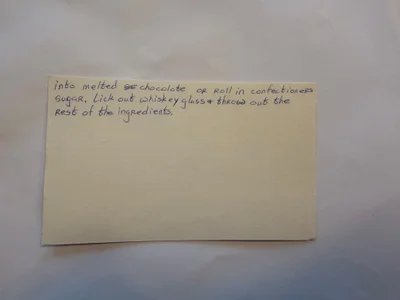 into melted chocolate or Roll in confectioners
sugar. Lick out whiskey glass & throw out the
Rest of the ingredients.